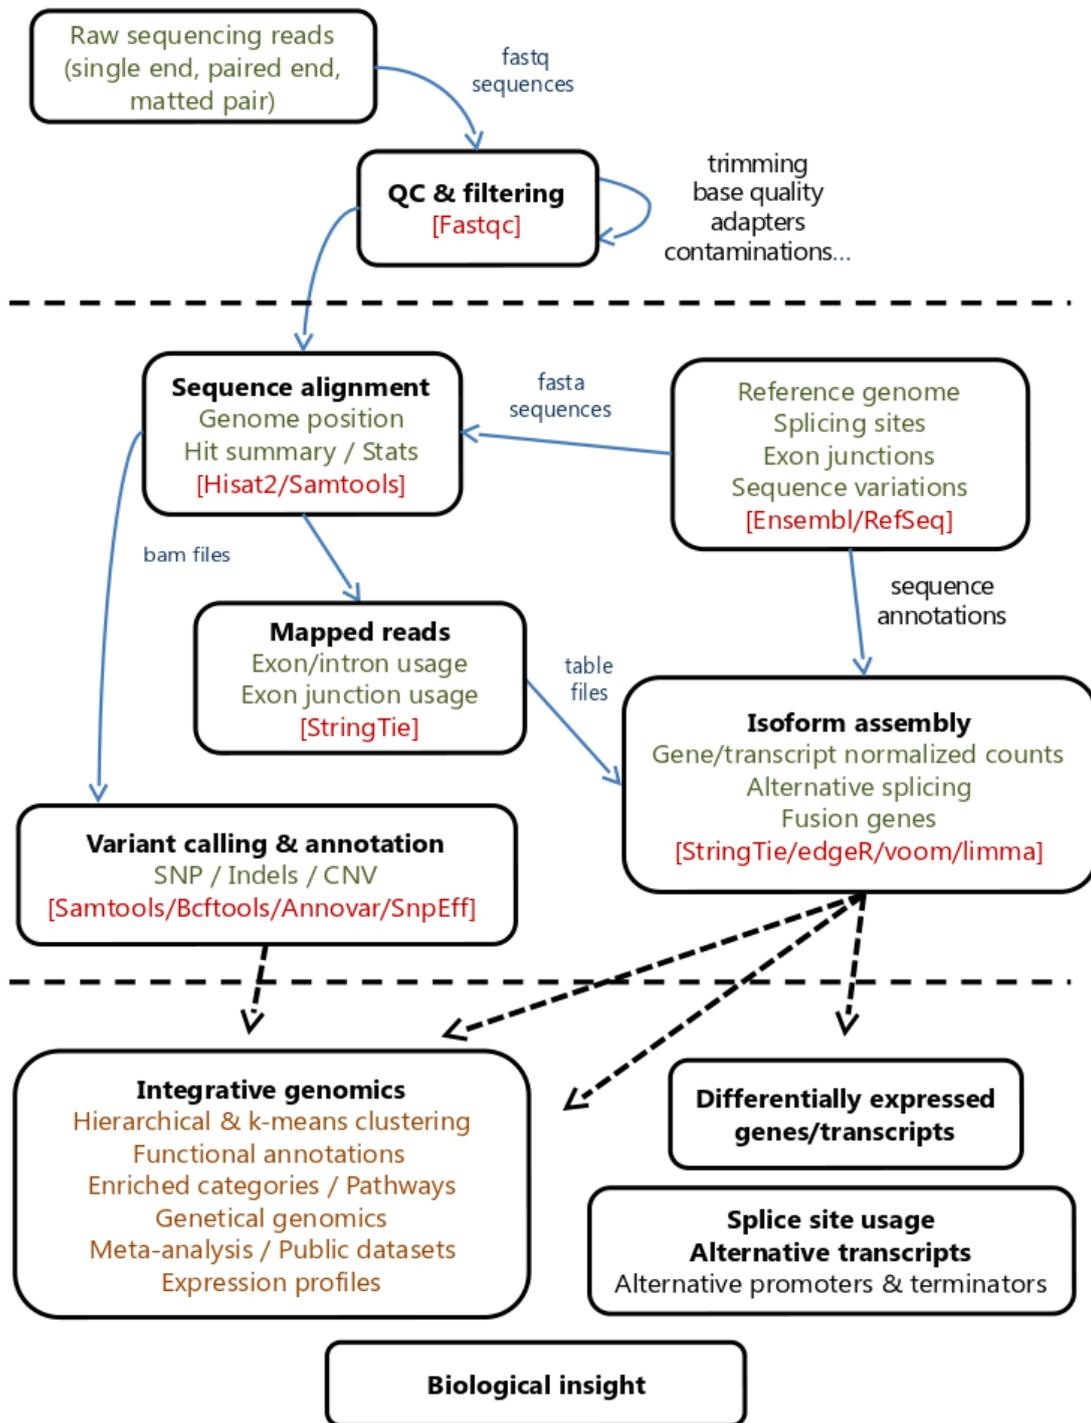 Raw sequencing reads
(single end, paired end,
matted pair)
fastq
sequences
QC & filtering
[Fastqc]
trimming
base quality
adapters
contaminations...
Sequence alignment
Genome position
Hit summary / Stats
[Hisat2/Samtools]
fasta
sequences
Reference genome
Splicing sites
Exon junctions
Sequence variations
[Ensembl/RefSeq]
bam files
sequence
annotations
Mapped reads
Exon/intron usage
Exon junction usage
[StringTie]
table
files
Isoform assembly
Gene/transcript normalized counts
Alternative splicing
Fusion genes
[StringTie/edgeR/voom/limma]
Variant calling & annotation
SNP / Indels / CNV
[Samtools/Bcftools/Annovar/SnpEff]
Integrative genomics
Hierarchical & k-means clustering
Functional annotations
Enriched categories / Pathways
Genetical genomics
Meta-analysis / Public datasets
Expression profiles
Differentially expressed
genes/transcripts
Splice site usage
Alternative transcripts
Alternative promoters & terminators
Biological insight